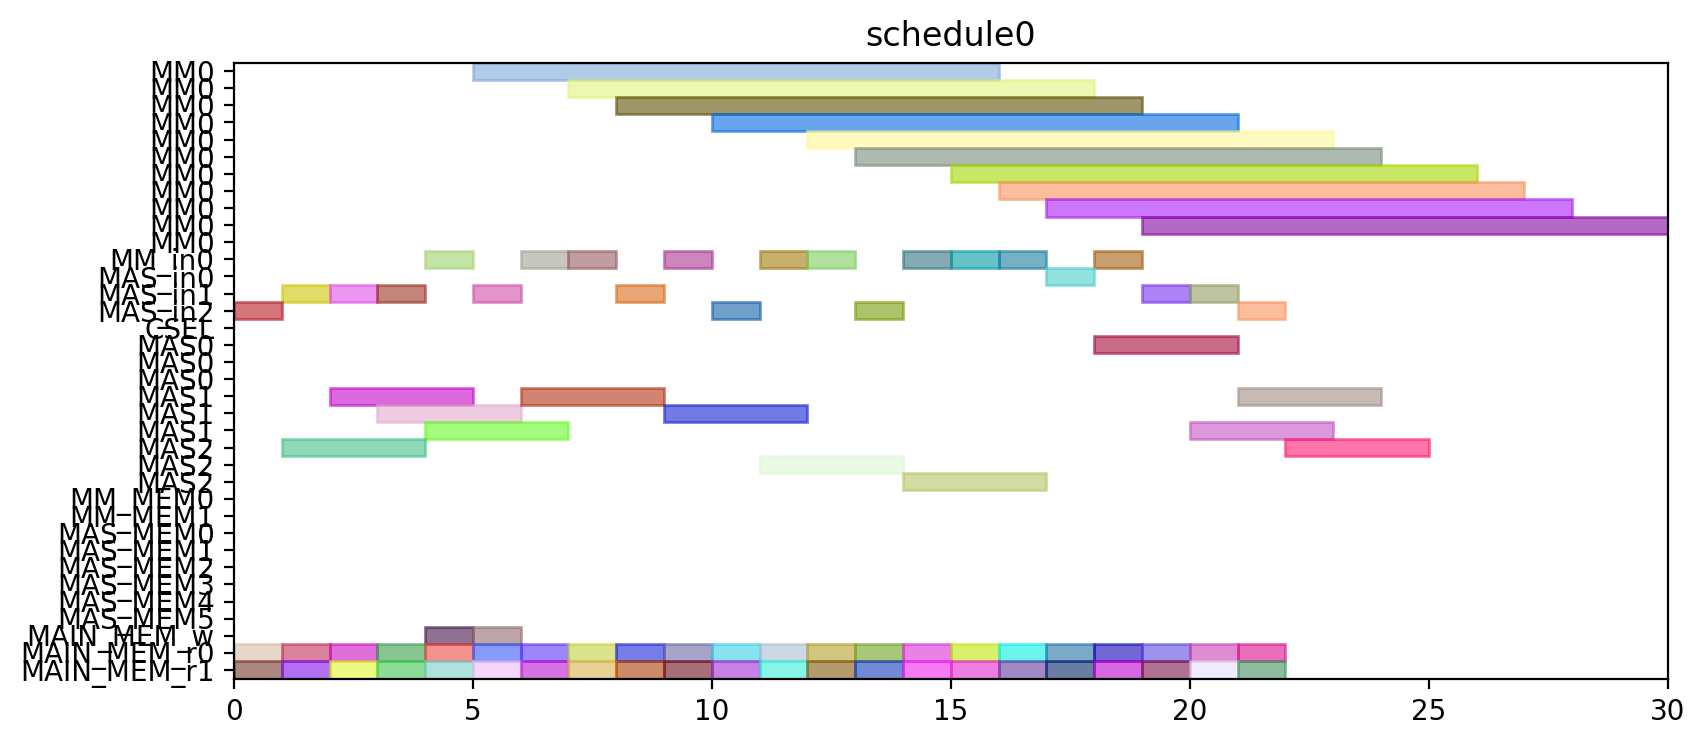 schedule0
MM0
MM0
MM0
MM0
MM0
MM0
MM0
MM0
MM0
MM0
MM0
MM_in0
MAS_in0
MAS_in1
MAS_in2
CSEL
MAS0
MAS0
MAS0
MAS1
MAS1
MAS1
MAS2
MAS2
MAS2
MM_MEM0
MM_MEM1
MAS_MEM0
MAS_MEM1
MAS_MEM2
MAS_MEM3
MAS_MEM4
MAS_MEM5
MAIN_MEM_w
MAIN_MEM_r0
MAIN_MEM_r1
0 5 10 15 20 25 30